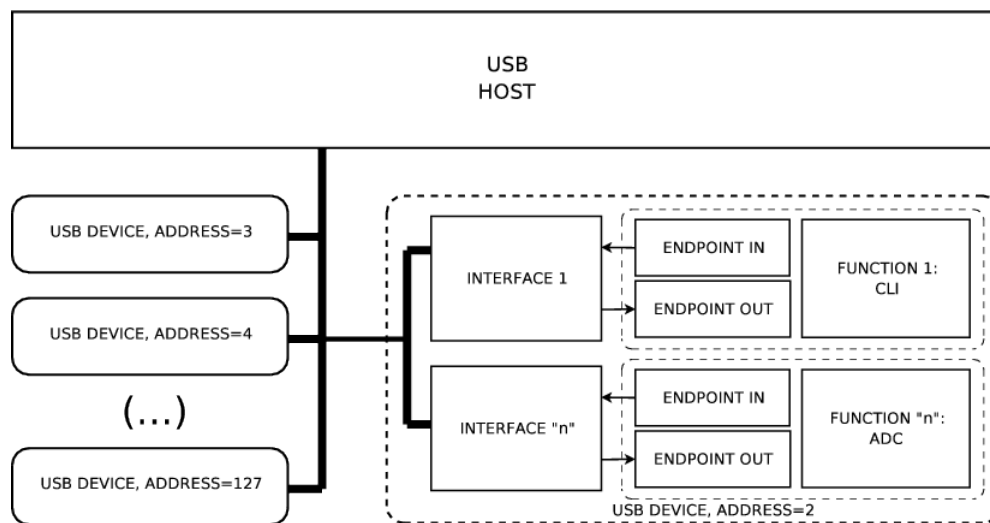 USB
HOST
USB DEVICE, ADDRESS=3
USB DEVICE, ADDRESS=4
(...)
USB DEVICE, ADDRESS=127
INTERFACE 1
ENDPOINT IN
ENDPOINT OUT
FUNCTION 1:
CLI
INTERFACE "n"
ENDPOINT IN
ENDPOINT OUT
FUNCTION "n":
ADC
USB DEVICE, ADDRESS=2